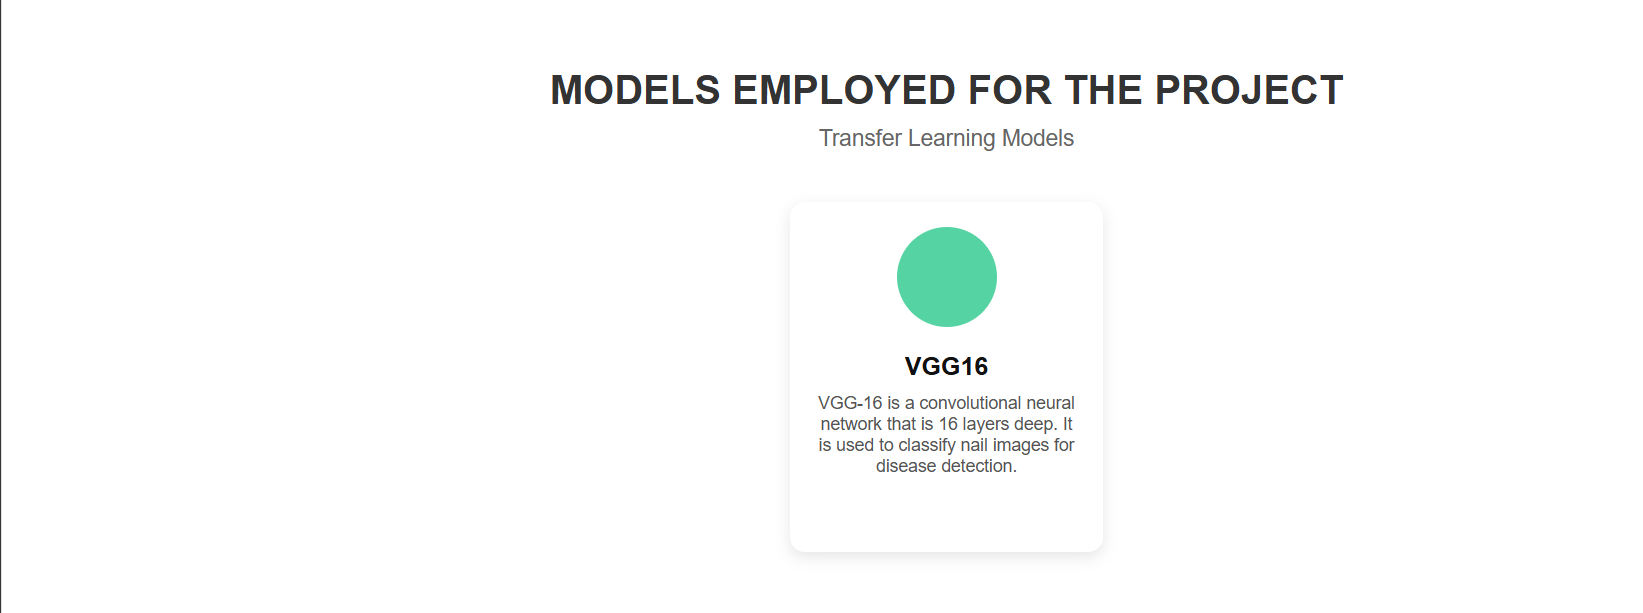 MODELS EMPLOYED FOR THE PROJECT
Transfer Learning Models
VGG16
VGG-16 is a convolutional neural
network that is 16 layers deep. It
is used to classify nail images for
disease detection.